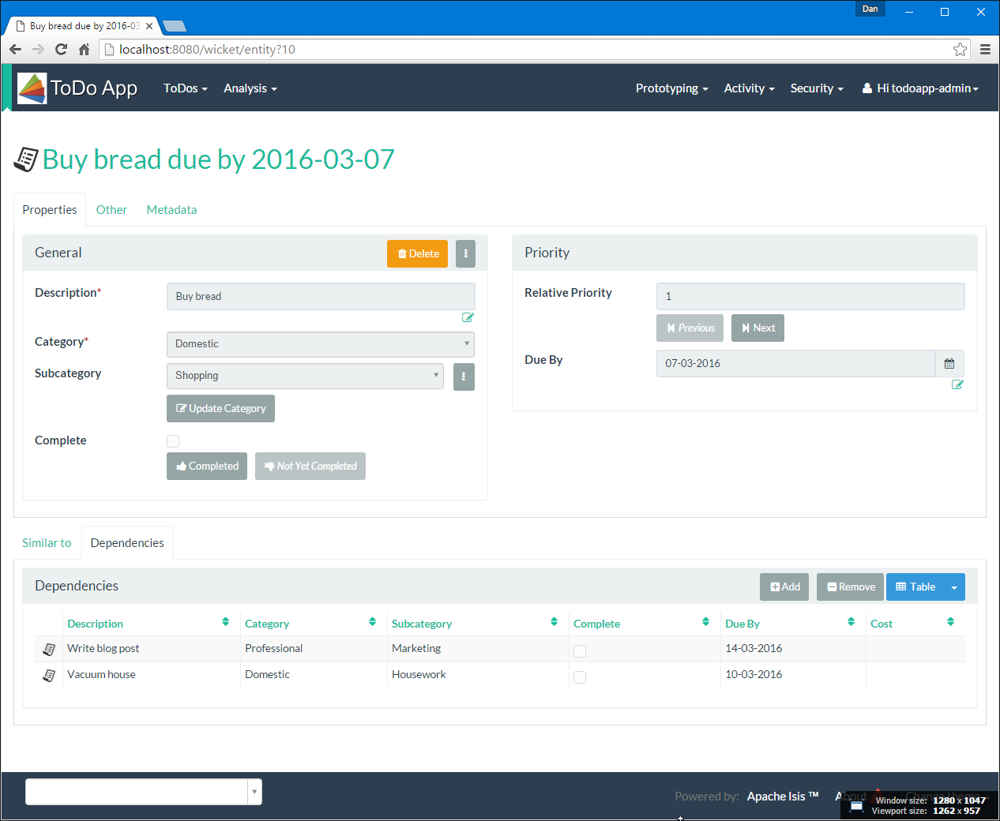 Dan
Buy bread due by 2016-03
localhost:8080/wicket/entity?10
ToDo App ToDos Analysis Prototyping Activity Security Hi todoapp-admin
Buy bread due by 2016-03-07
Properties Other Metadata
General Delete
Priority
Description* Buy bread
Relative Priority 1
Previous Next
Category* Domestic
Due By 07-03-2016
Subcategory Shopping
Update Category
Complete
Completed Not Yet Completed
Similar to Dependencies
Dependencies Add Remove Table
Description Category Subcategory Complete Due By Cost
Write blog post Professional Marketing 14-03-2016
Vacuum house Domestic Housework 10-03-2016
Powered by: Apache Isis ™ About Change theme
Window size: 1280 x 1047
Viewport size: 1262 x 957